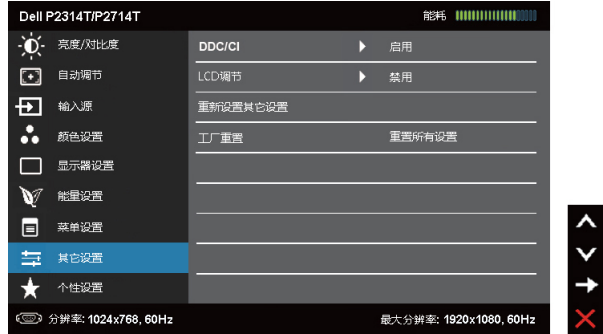 Dell P2314T/P2714T 能耗
亮度/对比度
自动调节
输入源
颜色设置
显示器设置
能量设置
菜单设置
其它设置
个性设置
DDC/CI 启用
LCD调节 禁用
重新设置其它设置
工厂重置 重置所有设置
分辨率: 1024x768, 60Hz 最大分辨率: 1920x1080, 60Hz